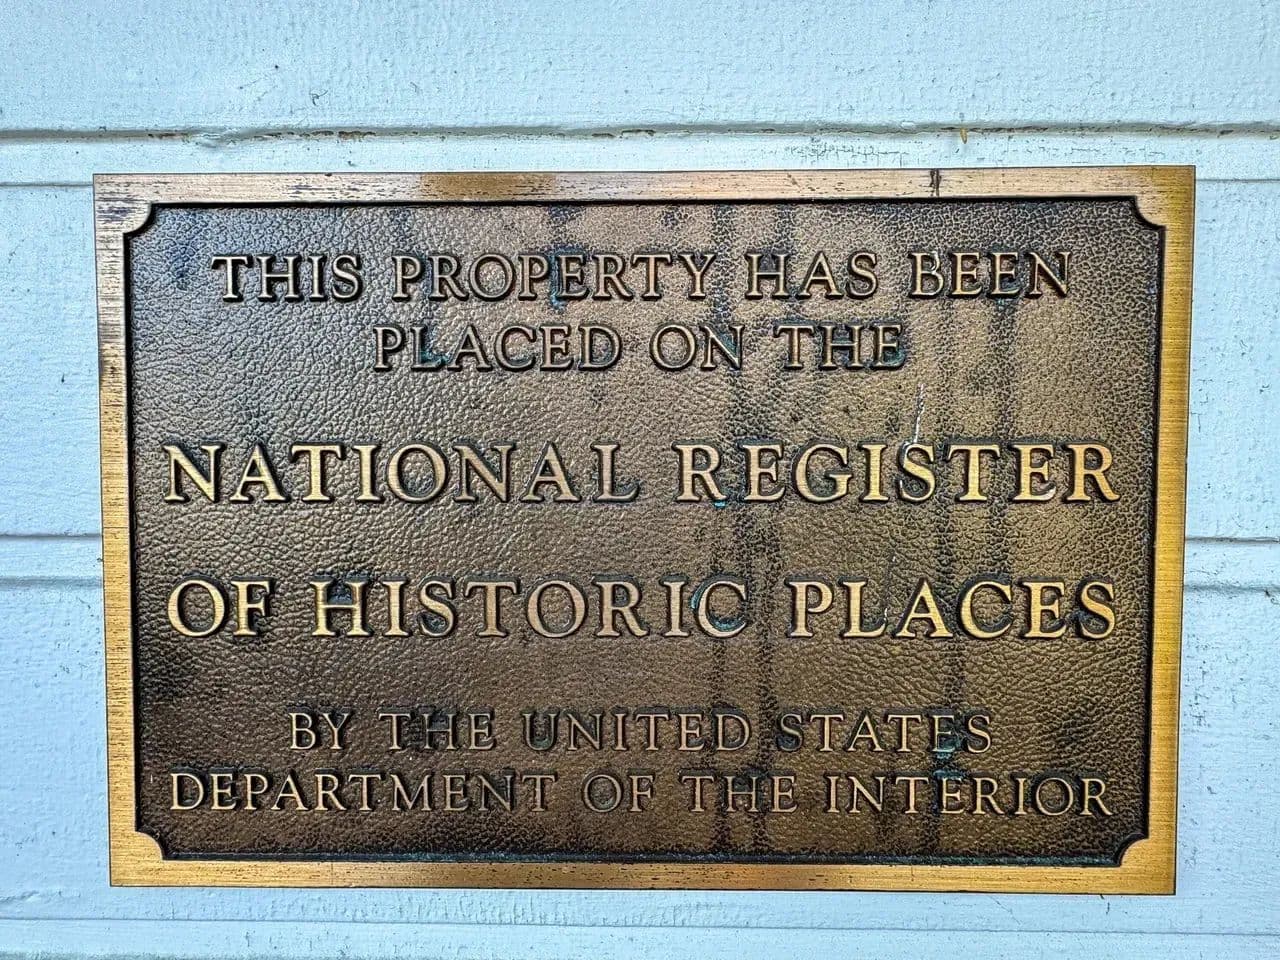 THIS PROPERTY HAS BEEN
PLACED ON THE
NATIONAL REGISTER
OF HISTORIC PLACES
BY THE UNITED STATES
DEPARTMENT OF THE INTERIOR